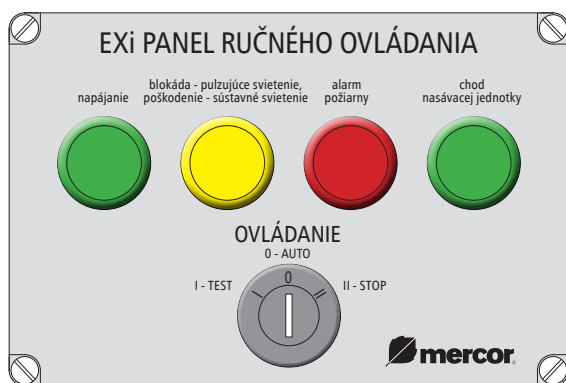 EXi PANEL RUČNÉHO OVLÁDANIA
napájanie
blokáda - pulzujúce svietenie,
poškodenie - sústavné svietenie
alarm
požiarny
chod
nasávacej jednotky
OVLÁDANIE
0 - AUTO
I - TEST
0
II - STOP
I
II
mercor